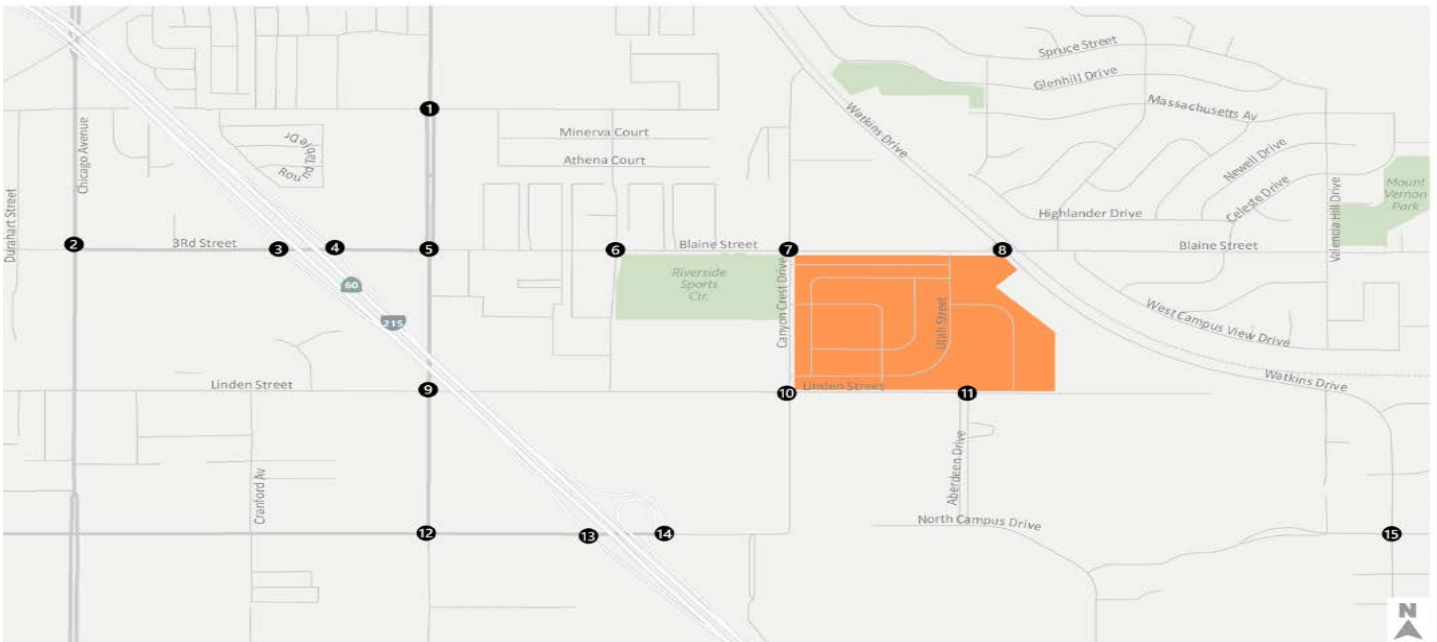 Spruce Street
Glenhill Drive
Massachusetts Av
1
Watkins Drive
Minerva Court
Athena Court
Round Table Dr
Chicago Avenue
Durahart Street
Newell Drive
Celeste Drive
Valencia Hill Drive
Mount
Vernon
Park
Highlander Drive
2
3Rd Street
3
4
5
6
Blaine Street
7
8
Blaine Street
60
215
Riverside
Sports
Ctr.
Canyon Crest Drive
Utah Street
West Campus View Drive
Watkins Drive
Linden Street
9
10
Linden Street
11
Cranford Av
Aberdeen Drive
North Campus Drive
12
13
14
15
N